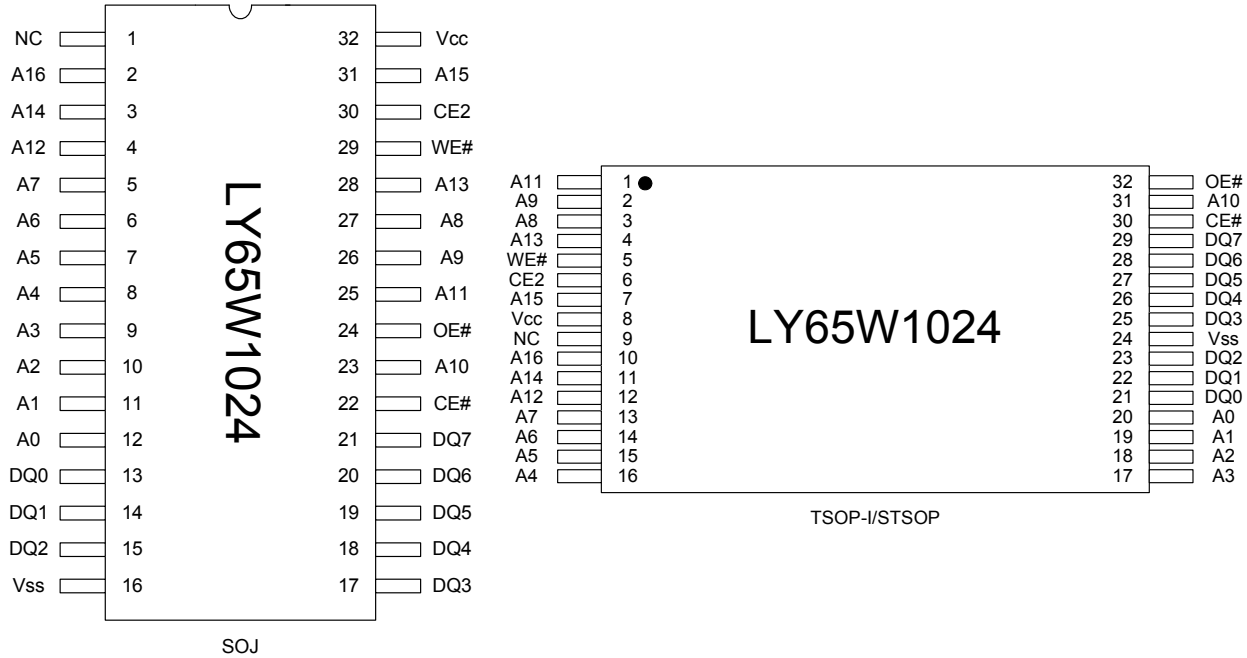 NC 1 32 Vcc
A16 2 31 A15
A14 3 30 CE2
A12 4 29 WE#
A7 5 28 A13
A6 6 27 A8
A5 7 26 A9
A4 8 25 A11
A3 9 24 OE#
A2 10 23 A10
A1 11 22 CE#
A0 12 21 DQ7
DQ0 13 20 DQ6
DQ1 14 19 DQ5
DQ2 15 18 DQ4
Vss 16 17 DQ3
LY65W1024
SOJ
A11 1 32 OE#
A9 2 31 A10
A8 3 30 CE#
A13 4 29 DQ7
WE# 5 28 DQ6
CE2 6 27 DQ5
A15 7 26 DQ4
Vcc 8 25 DQ3
NC 9 24 Vss
A16 10 23 DQ2
A14 11 22 DQ1
A12 12 21 DQ0
A7 13 20 A0
A6 14 19 A1
A5 15 18 A2
A4 16 17 A3
LY65W1024
TSOP-I/STSOP